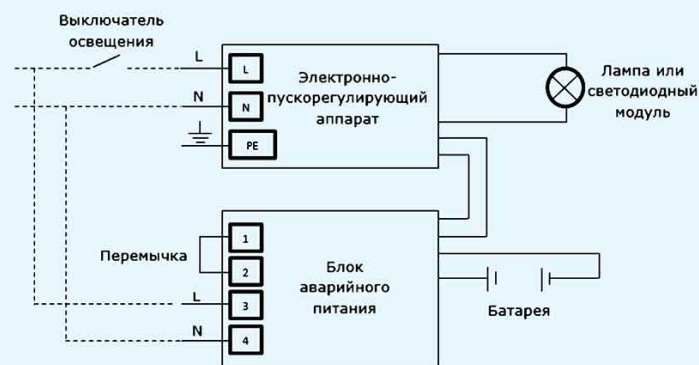 Выключатель
освещения
L
L
N
N
PE
Электронно-
пускорегулирующий
аппарат
Лампа или
светодиодный
модуль
Перемычка
1
2
L
3
N
4
Блок
аварийного
питания
Батарея